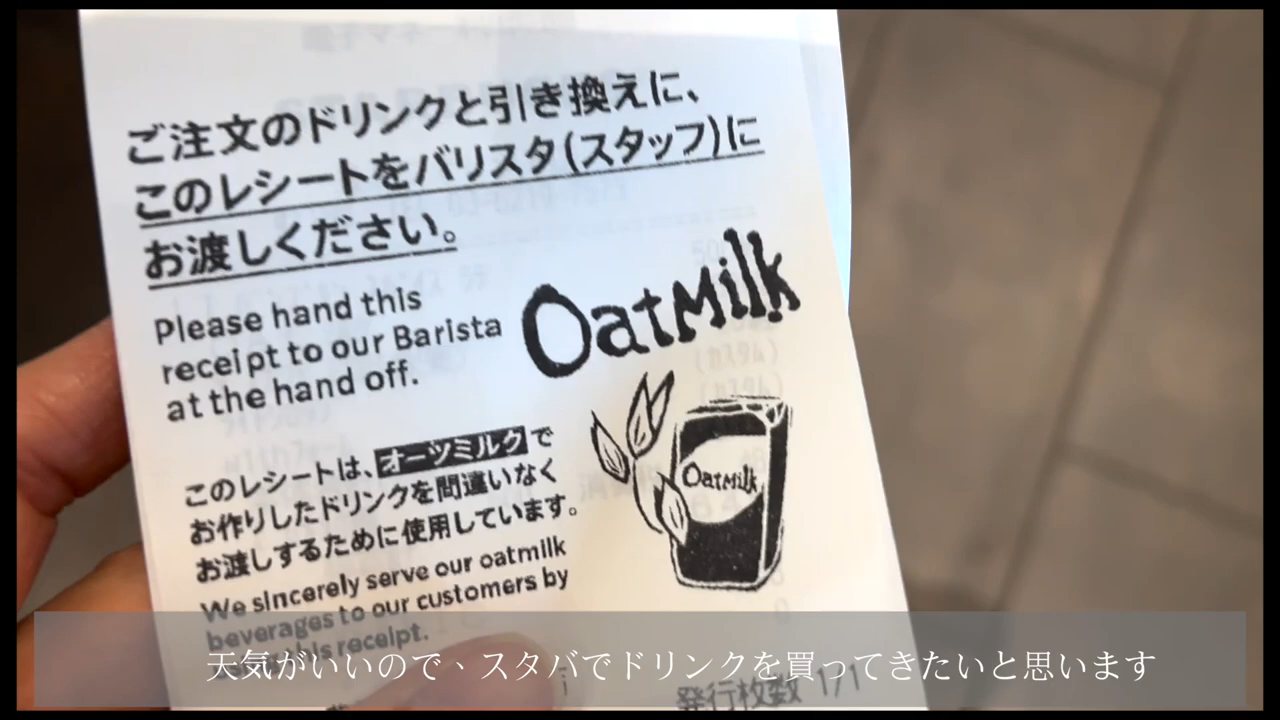 ご注文のドリンクと引き換えに、
このレシートをバリスタ(スタッフ)に
お渡しください。
Please hand this
receipt to our Barista
at the hand off.
OatMilk
OatMilk
このレシートは、オーツミルクで
お作りしたドリンクを間違いなく
お渡しするために使用しています。
We sincerely serve our oatmilk
beverages to our customers by
this receipt.
天気がいいので、スタバでドリンクを買ってきたいと思います
発行枚数 1/1